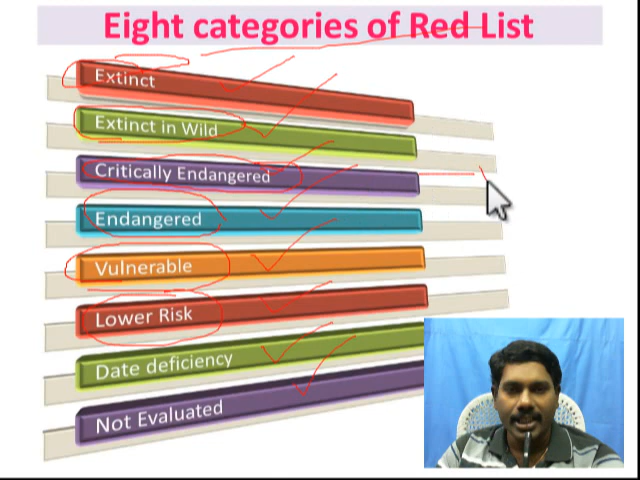 Eight categories of Red List
Extinct
Extinct in Wild
Critically Endangered
Endangered
Vulnerable
Lower Risk
Date deficiency
Not Evaluated